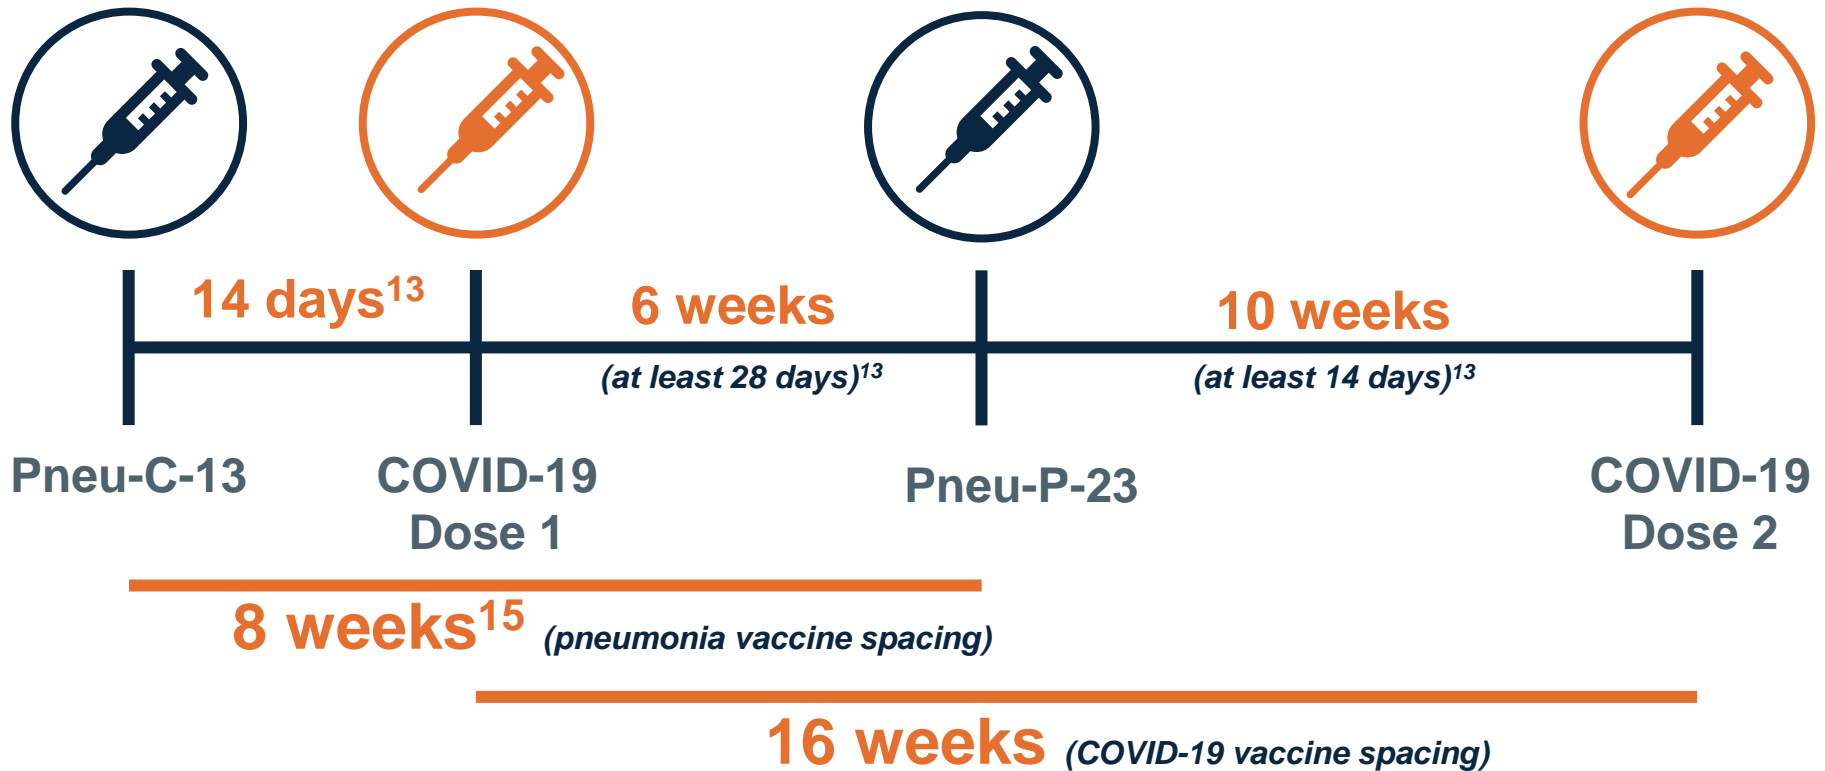 14 days13
6 weeks
(at least 28 days)13
10 weeks
(at least 14 days)13
Pneu-C-13
COVID-19
Dose 1
Pneu-P-23
COVID-19
Dose 2
8 weeks15 (pneumonia vaccine spacing)
16 weeks (COVID-19 vaccine spacing)